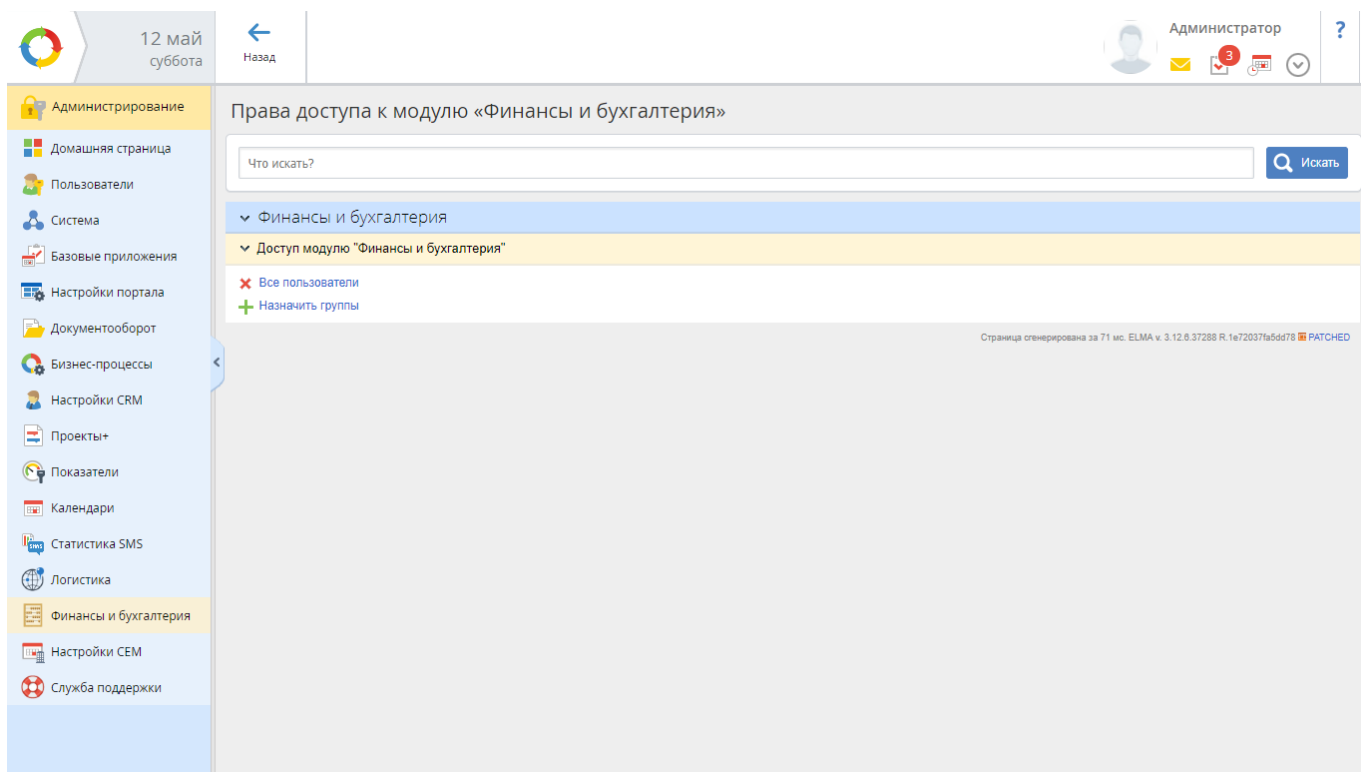 12 май
суббота
Назад
Администратор
3
?
Администрирование
Домашняя страница
Пользователи
Система
Базовые приложения
Настройки портала
Документооборот
Бизнес-процессы
Настройки CRM
Проекты+
Показатели
Календари
Статистика SMS
Логистика
Финансы и бухгалтерия
Настройки CEM
Служба поддержки
Права доступа к модулю «Финансы и бухгалтерия»
Что искать?
Искать
Финансы и бухгалтерия
Доступ модулю "Финансы и бухгалтерия"
Все пользователи
Назначить группы
Страница сгенерирована за 71 мс. ELMA v. 3.12.6.37288 R.1e72037fa6dd78 PATCHED